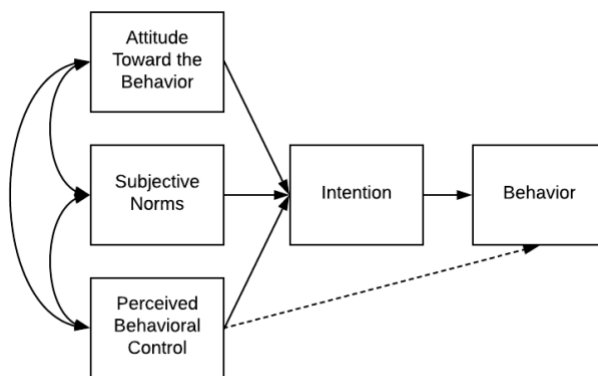 Attitude
Toward the
Behavior
Subjective
Norms
Intention
Behavior
Perceived
Behavioral
Control